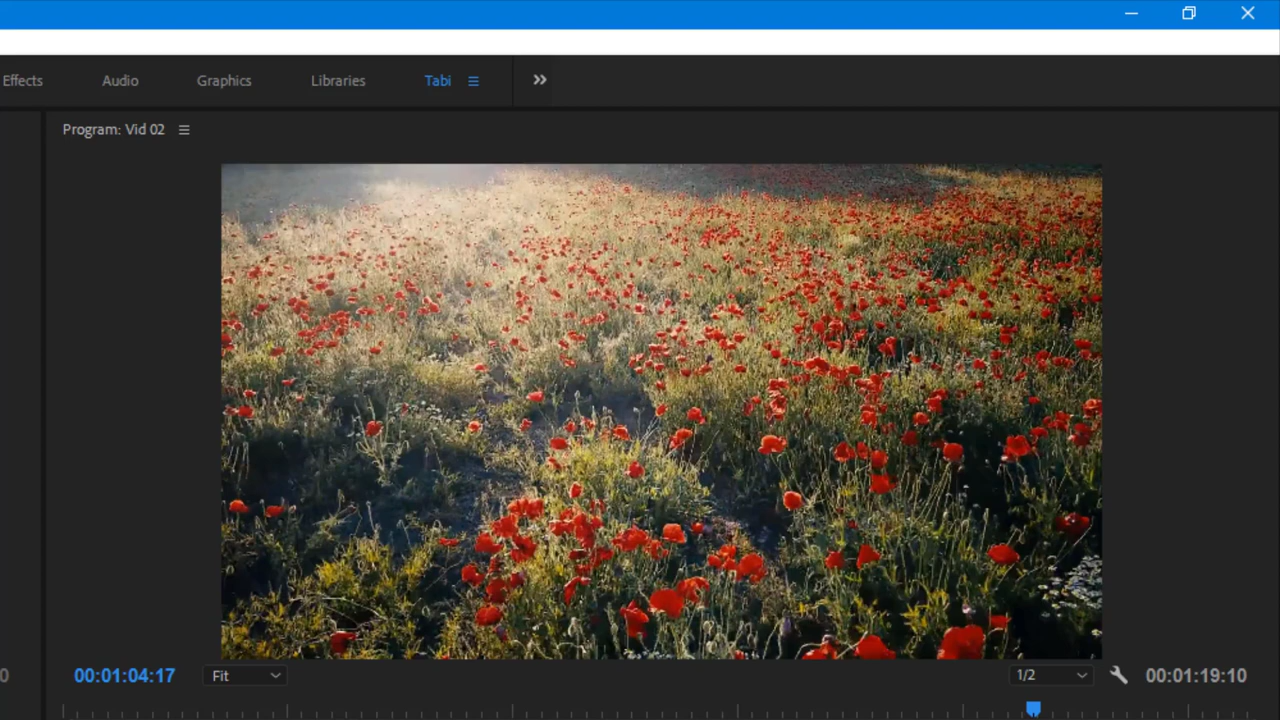 Effects Audio Graphics Libraries Tabi
Program: Vid 02
0 00:01:04:17 Fit 1/2 00:01:19:10